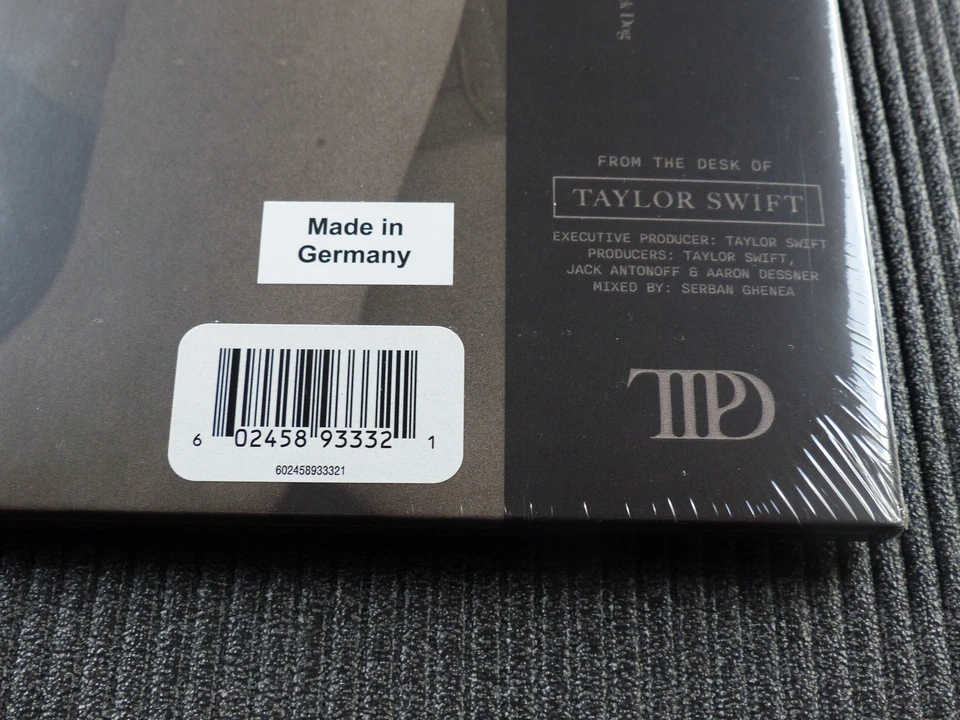 k Dog
FROM THE DESK OF
TAYLOR SWIFT
EXECUTIVE PRODUCER: TAYLOR SWIFT
PRODUCERS: TAYLOR SWIFT,
JACK ANTONOFF & AARON DESSNER
MIXED BY: SERBAN GHENEA
TTPD
Made in
Germany
6 02458 93332 1
602458933321